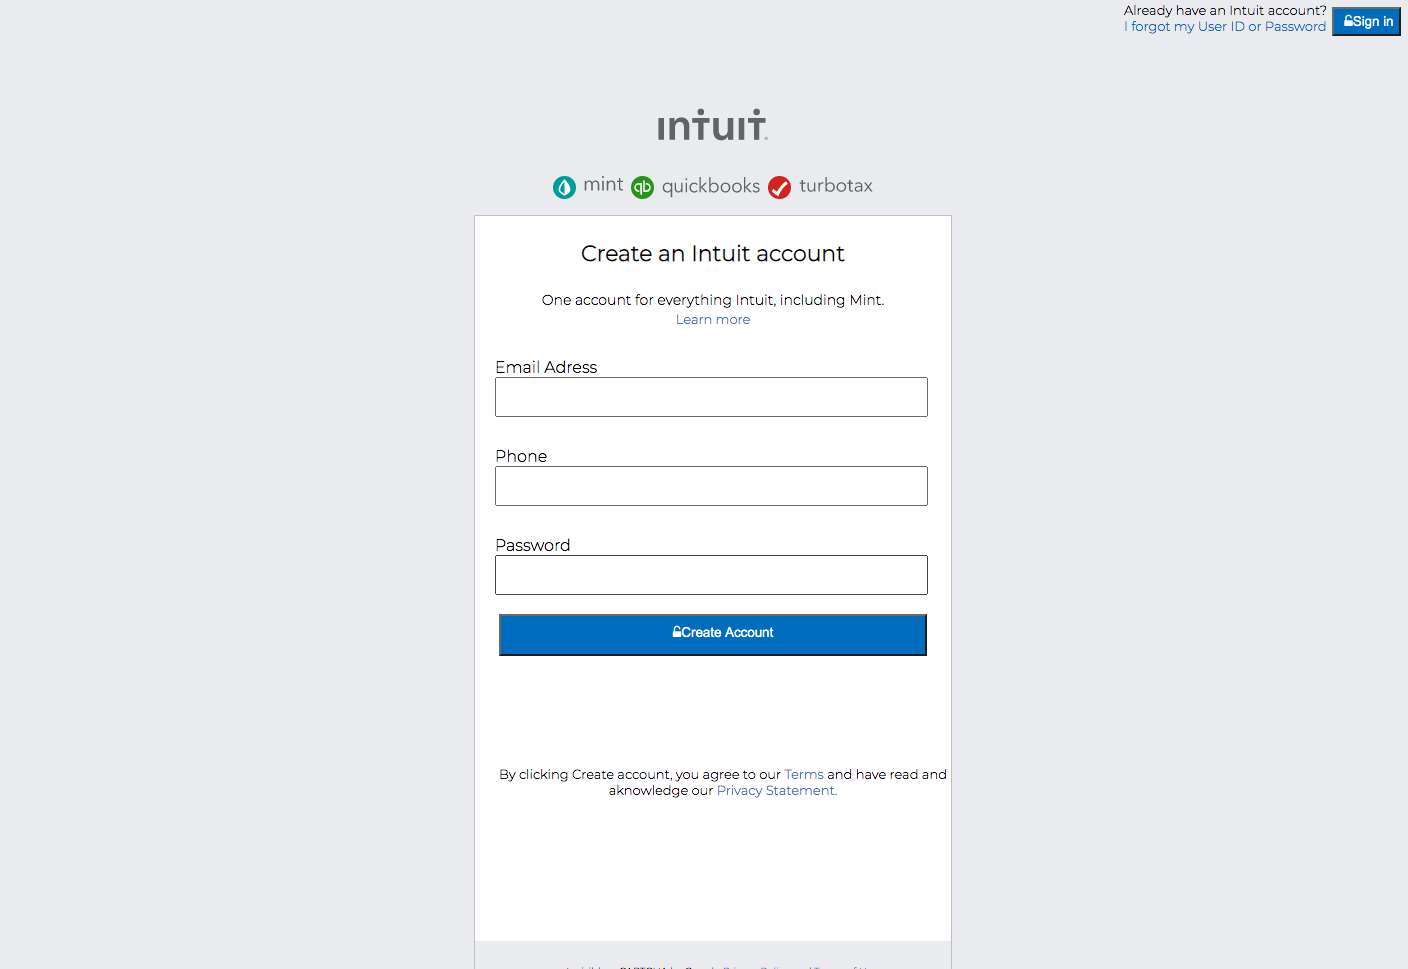 Already have an Intuit account?
I forgot my User ID or Password
Sign in
intuit
mint quickbooks turbotax
Create an Intuit account
One account for everything Intuit, including Mint.
Learn more
Email Adress
Phone
Password
Create Account
By clicking Create account, you agree to our Terms and have read and
aknowledge our Privacy Statement.